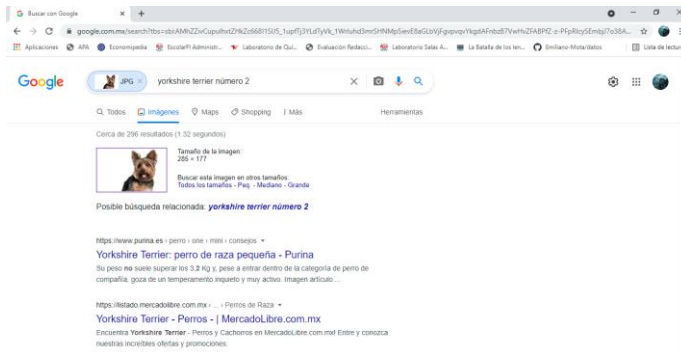 Buscar con Google
google.com.mx/search?tbs=sbi:
Aplicaciones AFA Economipedia EscolarFI Administr... Laboratorio de Quí... Evaluación Redacci... Laboratorio Salas A... La Batalla de los len... Emiliano-Mota/datos Lista de lectura
Google JPG × yorkshire terrier número 2
Todos Imágenes Maps Shopping Más Herramientas
Cerca de 296 resultados (1.32 segundos)
Tamaño de la imagen:
285 × 177
Buscar esta imagen en otros tamaños:
Todos los tamaños - Peq. - Mediano - Grande
Posible búsqueda relacionada: yorkshire terrier número 2
https://www.purina.es › perro › one › mini › consejos
Yorkshire Terrier: perro de raza pequeña - Purina
Su peso no suele superar los 3,2 Kg y, pese a entrar dentro de la categoría de perro de
compañía, goza de un temperamento inquieto y muy activo. Imagen artículo ...
https://listado.mercadolibre.com.mx › ... › Perros de Raza
Yorkshire Terrier - Perros - | MercadoLibre.com.mx
Encuentra Yorkshire Terrier - Perros y Cachorros en MercadoLibre.com.mx! Entre y conozca
nuestras increíbles ofertas y promociones.